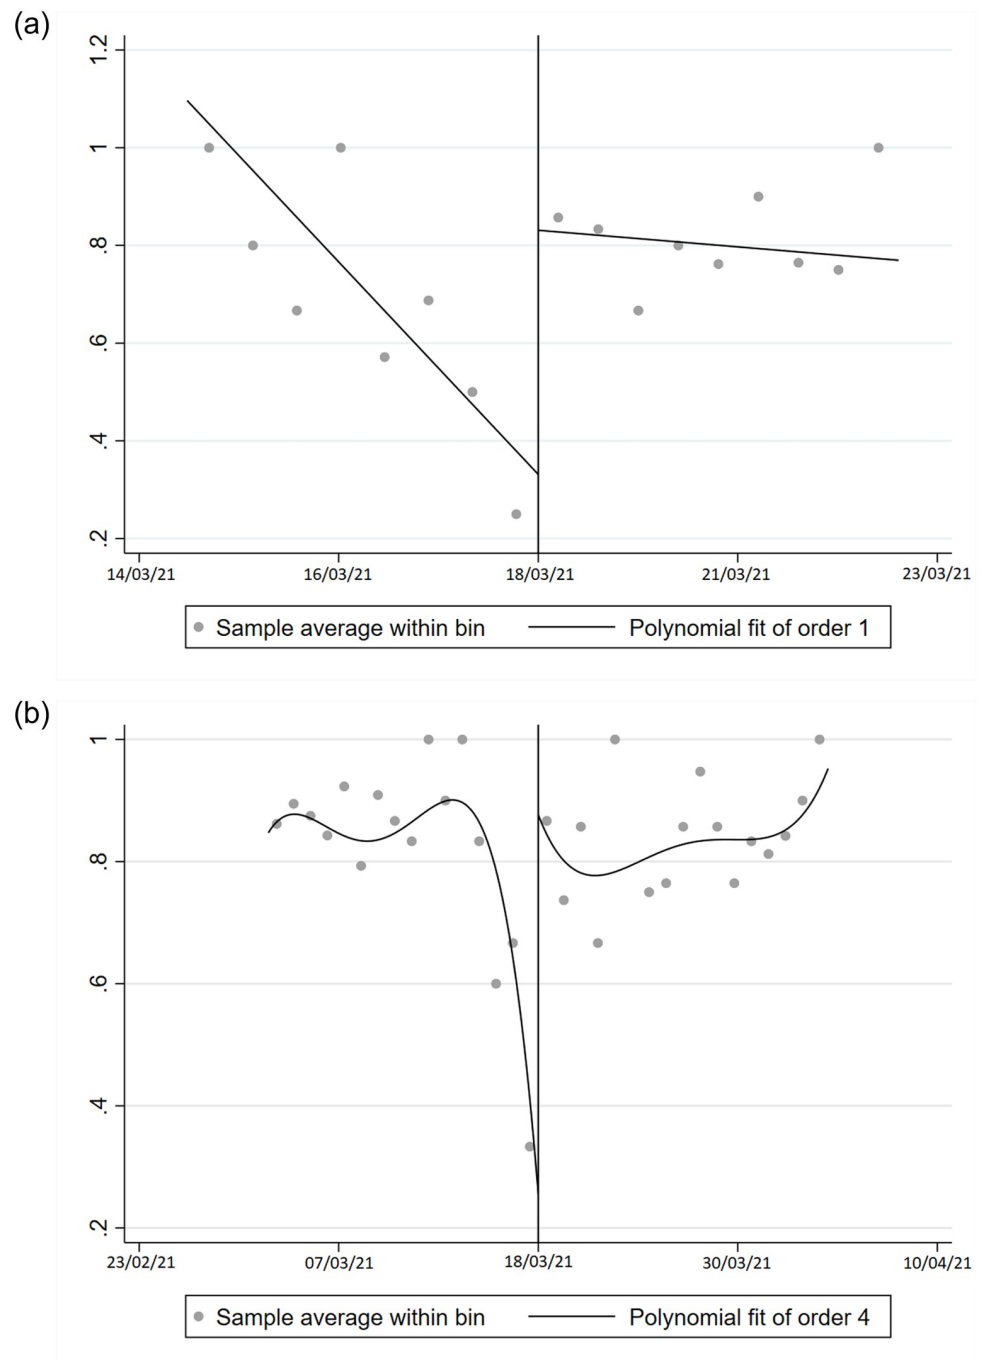 (a)
1.2
1
.8
.6
.4
.2
14/03/21 16/03/21 18/03/21 21/03/21 23/03/21
Sample average within bin Polynomial fit of order 1
(b)
1
.8
.6
.4
.2
23/02/21 07/03/21 18/03/21 30/03/21 10/04/21
Sample average within bin Polynomial fit of order 4